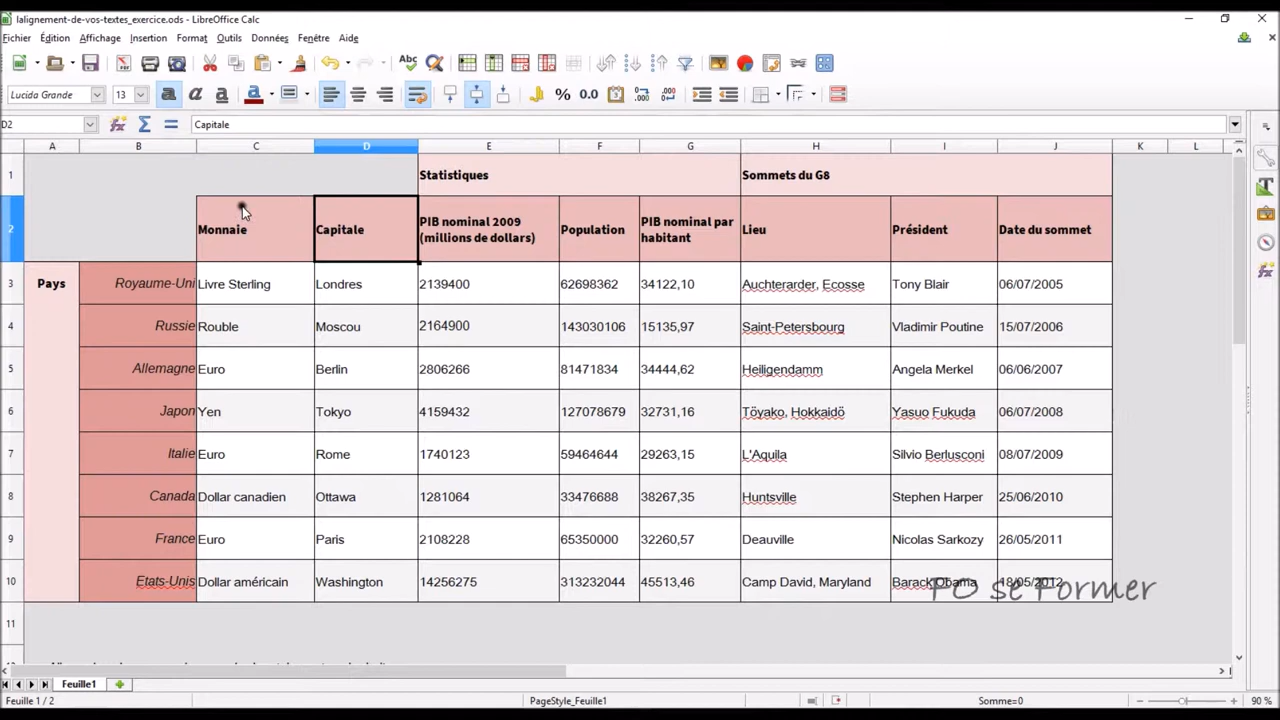 lalignement-de-vos-textes_exercice.ods - LibreOffice Calc
Fichier Édition Affichage Insertion Format Outils Données Fenêtre Aide
Lucida Grande 13
D2 Capitale
A B C D E F G H I J K L
1 Statistiques Sommets du G8
2 Monnaie Capitale PIB nominal 2009 (millions de dollars) Population PIB nominal par habitant Lieu Président Date du sommet
3 Pays Royaume-Uni Livre Sterling Londres 2139400 62698362 34122,10 Auchterarder, Ecosse Tony Blair 06/07/2005
4 Russie Rouble Moscou 2164900 143030106 15135,97 Saint-Petersbourg Vladimir Poutine 15/07/2006
5 Allemagne Euro Berlin 2806266 81471834 34444,62 Heiligendamm Angela Merkel 06/06/2007
6 Japon Yen Tokyo 4159432 127078679 32731,16 Töyako, Hokkaidö Yasuo Fukuda 06/07/2008
7 Italie Euro Rome 1740123 59464644 29263,15 L'Aquila Silvio Berlusconi 08/07/2009
8 Canada Dollar canadien Ottawa 1281064 33476688 38267,35 Huntsville Stephen Harper 25/06/2010
9 France Euro Paris 2108228 65350000 32260,57 Deauville Nicolas Sarkozy 26/05/2011
10 Etats-Unis Dollar américain Washington 14256275 313232044 45513,46 Camp David, Maryland Barack Obama 18/05/2012
FO se Former
11
Feuille1
Feuille 1 / 2 PageStyle_Feuille1 Somme=0 90 %